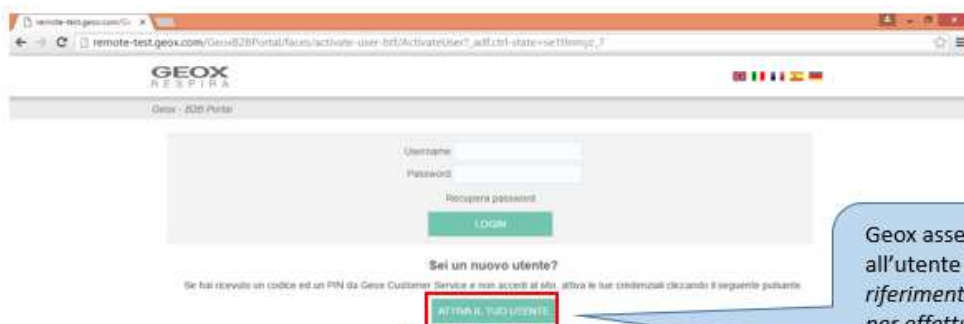 remote-test.geox.com/Ge
remote-test.geox.com/GeoxB2BPortal/faces/activate-user-btf/ActivateUser?_adf.ctrl-state=
GEOX
RESPIRA
Geox - B2B Portal
Username
Password
Recupera password
LOGIN
Sei un nuovo utente?
Se hai ricevuto un codice ed un PIN da Geox Customer Service e non accedi al sito, attiva le tue credenziali cliccando il seguente pulsante
ATTIVA IL TUO UTENTE
Geox asse
all'utente
riferiment
per effettu